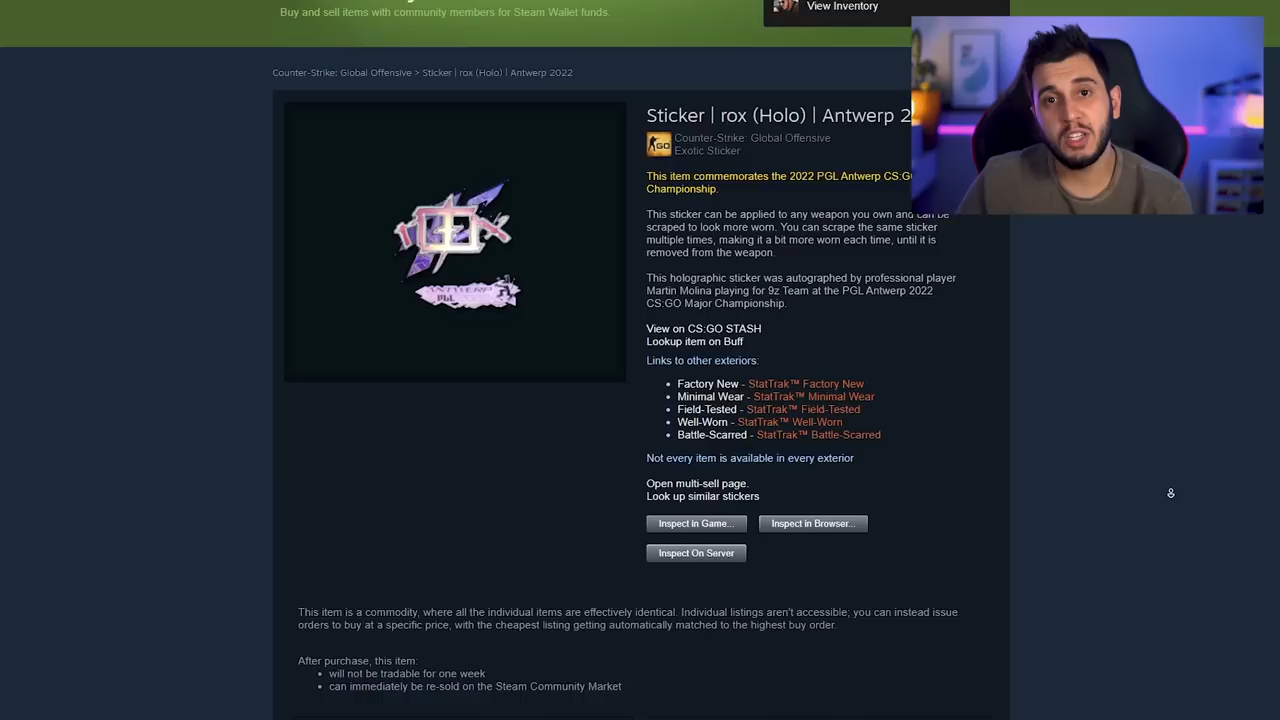 Buy and sell items with community members for Steam Wallet funds.
View Inventory
Counter-Strike: Global Offensive > Sticker | rox (Holo) | Antwerp 2022
Sticker | rox (Holo) | Antwerp 2
GO
Counter-Strike: Global Offensive
Exotic Sticker
This item commemorates the 2022 PGL Antwerp CS:G
Championship.
This sticker can be applied to any weapon you own and can be
scraped to look more worn. You can scrape the same sticker
multiple times, making it a bit more worn each time, until it is
removed from the weapon.
This holographic sticker was autographed by professional player
Martin Molina playing for 9z Team at the PGL Antwerp 2022
CS:GO Major Championship.
rox
ANTWERP
PGL
View on CS:GO STASH
Lookup item on Buff
Links to other exteriors:
Factory New - StatTrak™ Factory New
Minimal Wear - StatTrak™ Minimal Wear
Field-Tested - StatTrak™ Field-Tested
Well-Worn - StatTrak™ Well-Worn
Battle-Scarred - StatTrak™ Battle-Scarred
Not every item is available in every exterior
Open multi-sell page.
Look up similar stickers
Inspect in Game... Inspect in Browser...
Inspect On Server
This item is a commodity, where all the individual items are effectively identical. Individual listings aren't accessible; you can instead issue
orders to buy at a specific price, with the cheapest listing getting automatically matched to the highest buy order.
After purchase, this item:
will not be tradable for one week
can immediately be re-sold on the Steam Community Market